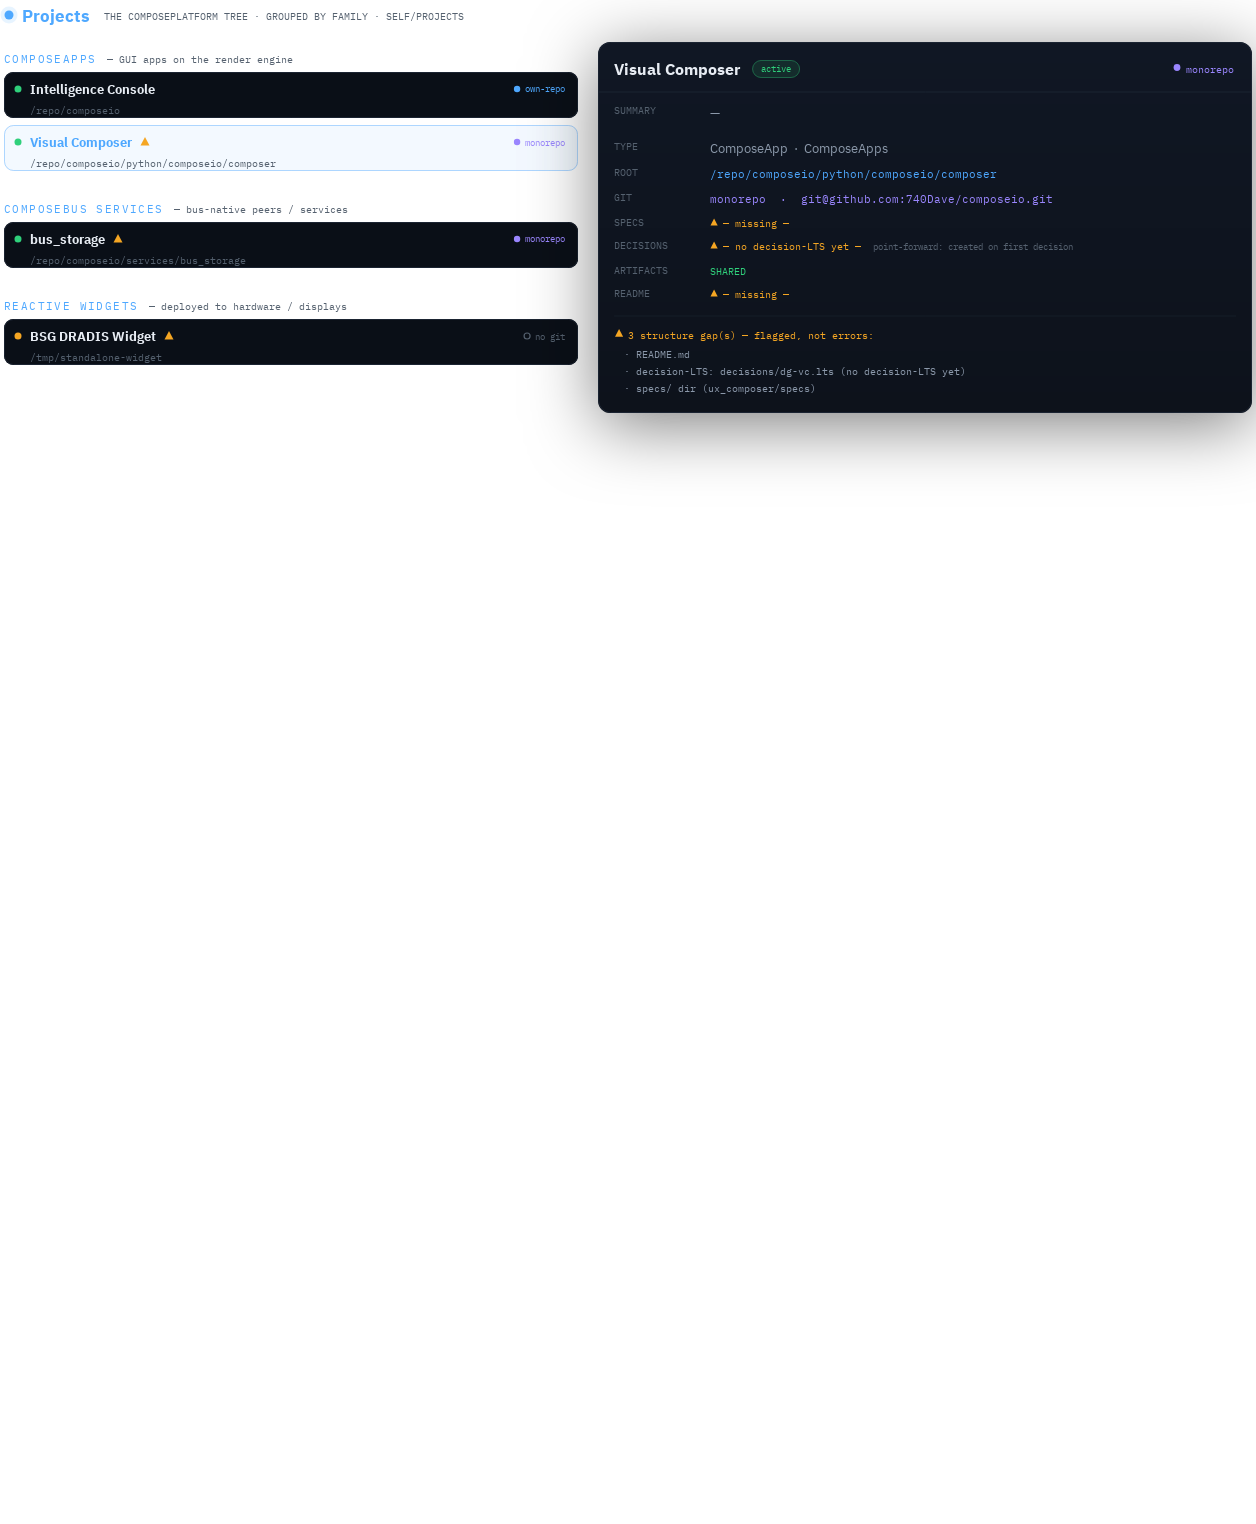 Projects THE COMPOSEPLATFORM TREE · GROUPED BY FAMILY · SELF/PROJECTS
COMPOSEAPPS — GUI apps on the render engine
Intelligence Console own-repo
/repo/composeio
Visual Composer monorepo
/repo/composeio/python/composeio/composer
COMPOSEBUS SERVICES — bus-native peers / services
bus_storage monorepo
/repo/composeio/services/bus_storage
REACTIVE WIDGETS — deployed to hardware / displays
BSG DRADIS Widget no git
/tmp/standalone-widget
Visual Composer active monorepo
SUMMARY —
TYPE ComposeApp · ComposeApps
ROOT /repo/composeio/python/composeio/composer
GIT monorepo · git@github.com:740Dave/composeio.git
SPECS — missing —
DECISIONS — no decision-LTS yet — point-forward: created on first decision
ARTIFACTS SHARED
README — missing —
3 structure gap(s) — flagged, not errors:
· README.md
· decision-LTS: decisions/dg-vc.lts (no decision-LTS yet)
· specs/ dir (ux_composer/specs)